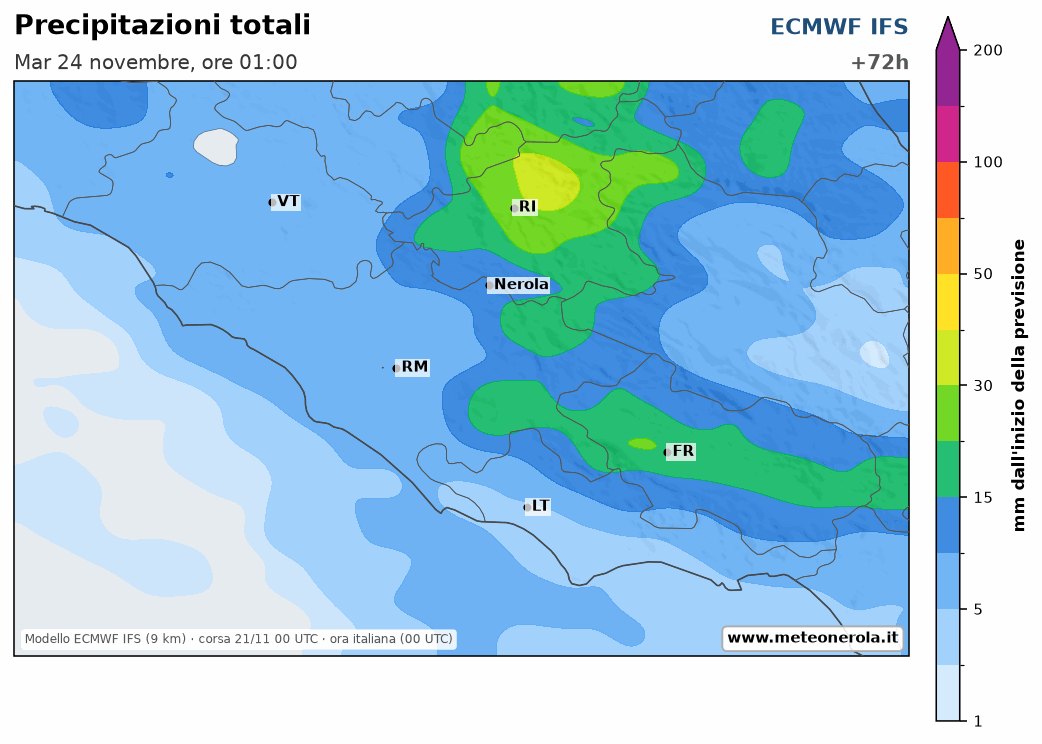 Precipitazioni totali
ECMWF IFS
Mar 24 novembre, ore 01:00
+72h
200
100
50
30
15
5
1
mm dall'inizio della previsione
VT
RI
Nerola
RM
FR
LT
Modello ECMWF IFS (9 km) · corsa 21/11 00 UTC · ora italiana (00 UTC)
www.meteonerola.it